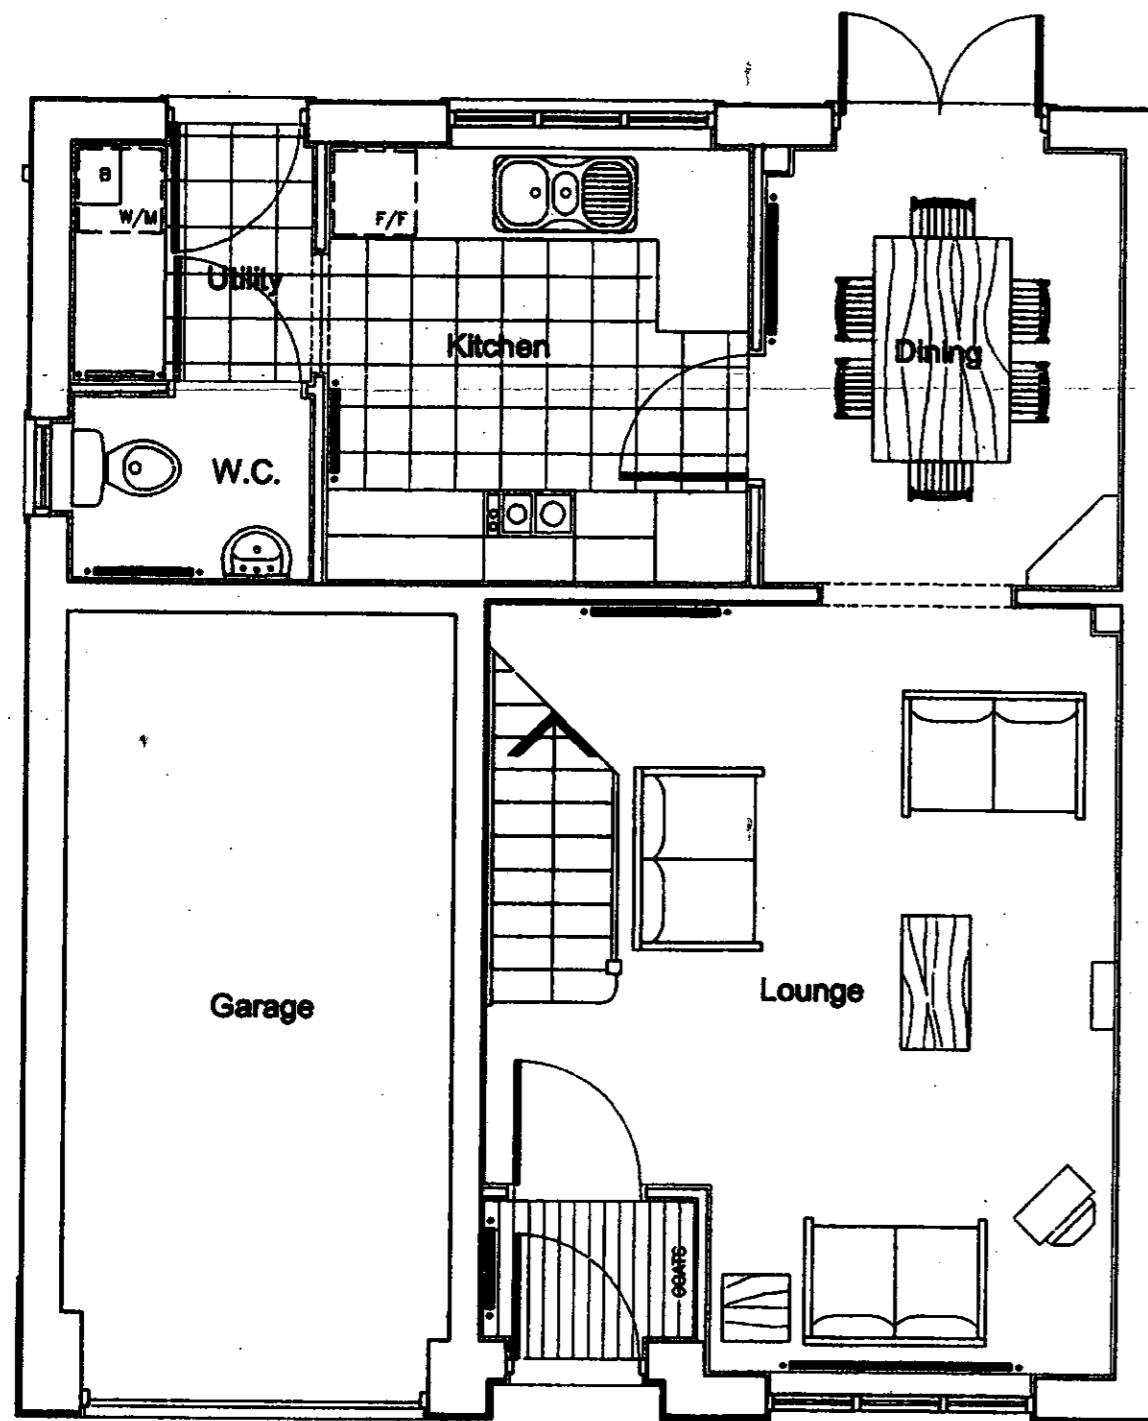 B
W/M
F/F
Utility
Kitchen
Dining
W.C.
Garage
Lounge
COATS